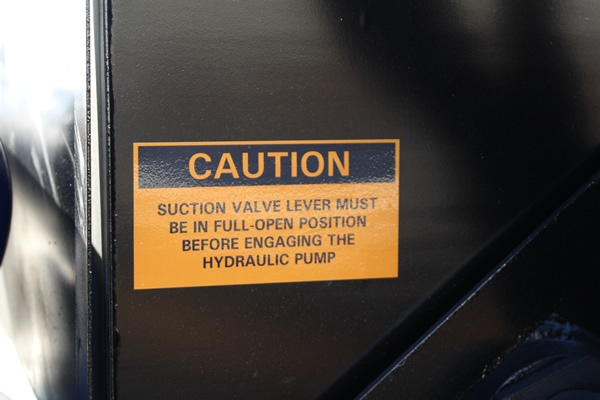 CAUTION
SUCTION VALVE LEVER MUST
BE IN FULL-OPEN POSITION
BEFORE ENGAGING THE
HYDRAULIC PUMP